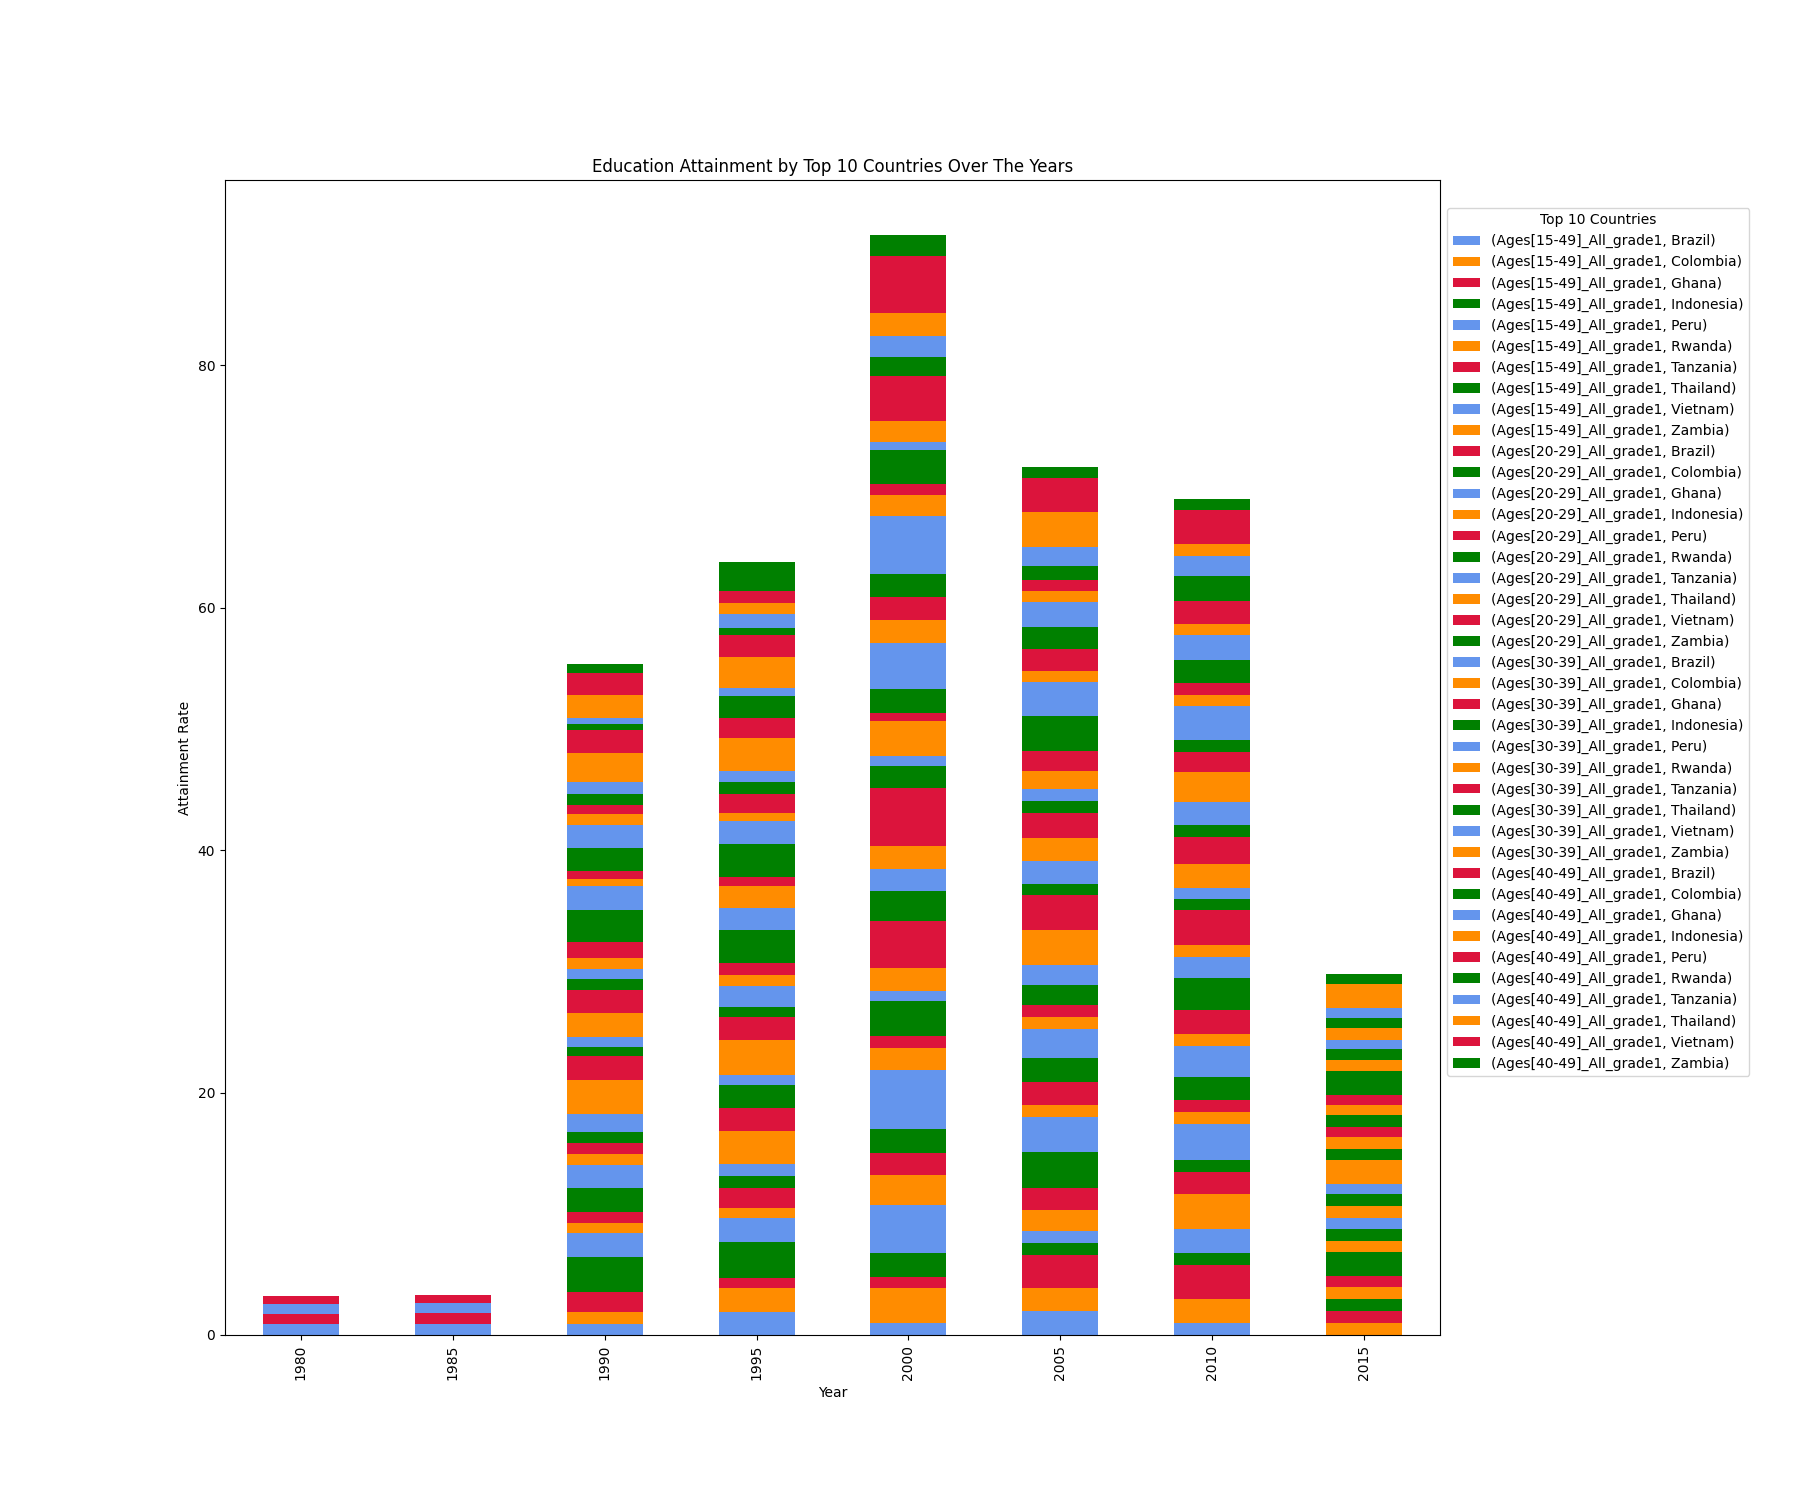 Education Attainment by Top 10 Countries Over The Years
Top 10 Countries
(Ages[15-49]_All_grade1, Brazil)
(Ages[15-49]_All_grade1, Colombia)
(Ages[15-49]_All_grade1, Ghana)
(Ages[15-49]_All_grade1, Indonesia)
(Ages[15-49]_All_grade1, Peru)
(Ages[15-49]_All_grade1, Rwanda)
(Ages[15-49]_All_grade1, Tanzania)
(Ages[15-49]_All_grade1, Thailand)
(Ages[15-49]_All_grade1, Vietnam)
(Ages[15-49]_All_grade1, Zambia)
(Ages[20-29]_All_grade1, Brazil)
(Ages[20-29]_All_grade1, Colombia)
(Ages[20-29]_All_grade1, Ghana)
(Ages[20-29]_All_grade1, Indonesia)
(Ages[20-29]_All_grade1, Peru)
(Ages[20-29]_All_grade1, Rwanda)
(Ages[20-29]_All_grade1, Tanzania)
(Ages[20-29]_All_grade1, Thailand)
(Ages[20-29]_All_grade1, Vietnam)
(Ages[20-29]_All_grade1, Zambia)
(Ages[30-39]_All_grade1, Brazil)
(Ages[30-39]_All_grade1, Colombia)
(Ages[30-39]_All_grade1, Ghana)
(Ages[30-39]_All_grade1, Indonesia)
(Ages[30-39]_All_grade1, Peru)
(Ages[30-39]_All_grade1, Rwanda)
(Ages[30-39]_All_grade1, Tanzania)
(Ages[30-39]_All_grade1, Thailand)
(Ages[30-39]_All_grade1, Vietnam)
(Ages[30-39]_All_grade1, Zambia)
(Ages[40-49]_All_grade1, Brazil)
(Ages[40-49]_All_grade1, Colombia)
(Ages[40-49]_All_grade1, Ghana)
(Ages[40-49]_All_grade1, Indonesia)
(Ages[40-49]_All_grade1, Peru)
(Ages[40-49]_All_grade1, Rwanda)
(Ages[40-49]_All_grade1, Tanzania)
(Ages[40-49]_All_grade1, Thailand)
(Ages[40-49]_All_grade1, Vietnam)
(Ages[40-49]_All_grade1, Zambia)
Attainment Rate
80
60
40
20
0
1980
1985
1990
1995
2000
2005
2010
2015
Year